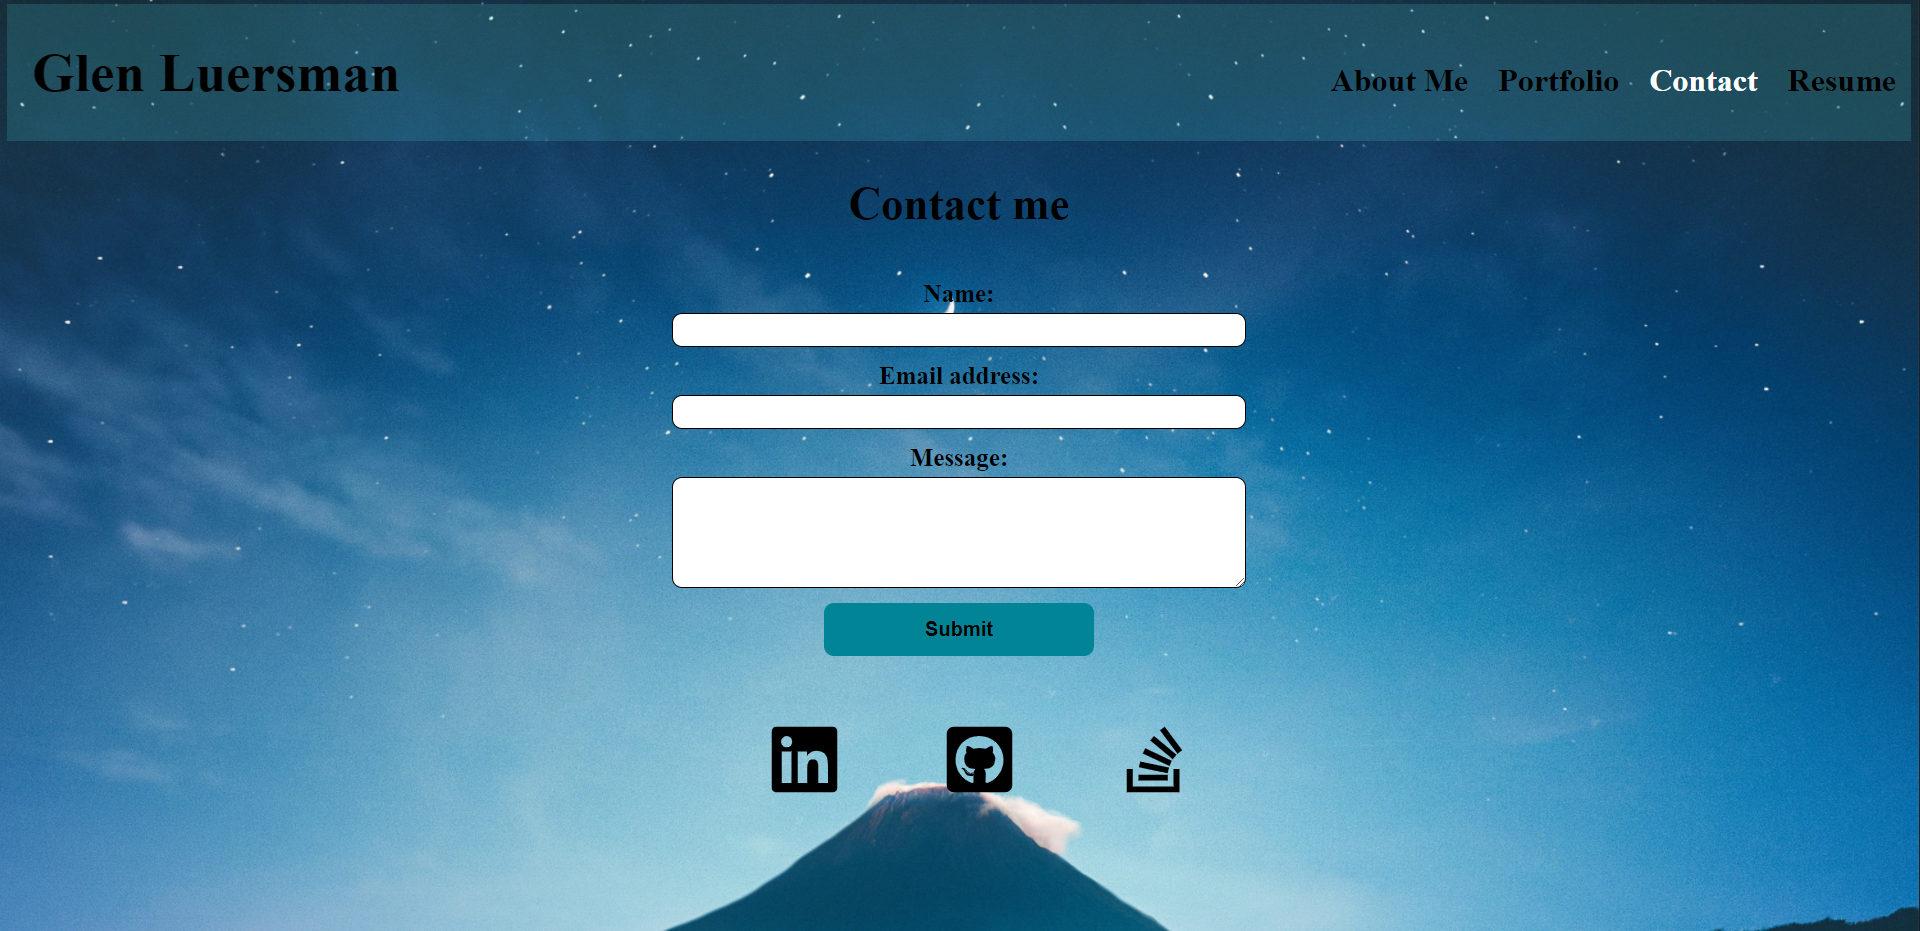 Glen Luersman
About Me Portfolio Contact Resume
Contact me
Name:
Email address:
Message:
Submit
in